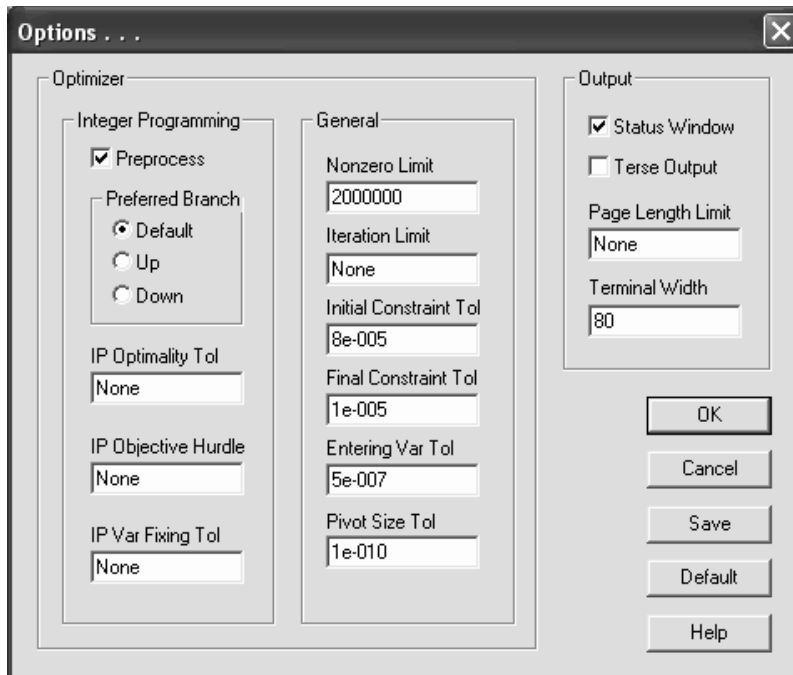 Options . . .
Optimizer
Integer Programming
Preprocess
Preferred Branch
Default
Up
Down
IP Optimality Tol
None
IP Objective Hurdle
None
IP Var Fixing Tol
None
General
Nonzero Limit
2000000
Iteration Limit
None
Initial Constraint Tol
8e-005
Final Constraint Tol
1e-005
Entering Var Tol
5e-007
Pivot Size Tol
1e-010
Output
Status Window
Terse Output
Page Length Limit
None
Terminal Width
80
OK
Cancel
Save
Default
Help